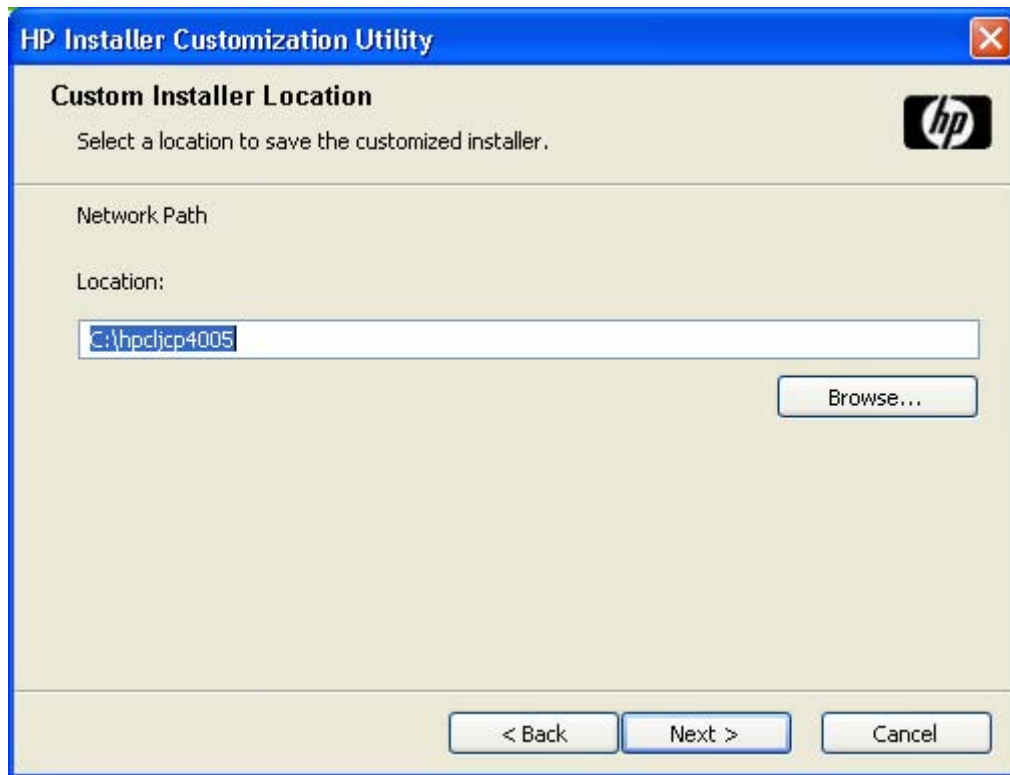 HP Installer Customization Utility
Custom Installer Location
Select a location to save the customized installer.
hp
Network Path
Location:
C:\hpcljcp4005
Browse...
< Back
Next >
Cancel